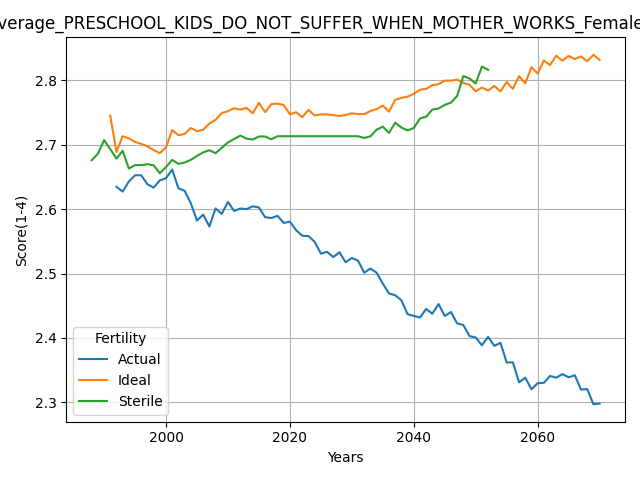 verage_PRESCHOOL_KIDS_DO_NOT_SUFFER_WHEN_MOTHER_WORKS_Female
Score(1-4)
2.8
2.7
2.6
2.5
2.4
2.3
Fertility
Actual
Ideal
Sterile
2000 2020 2040 2060
Years